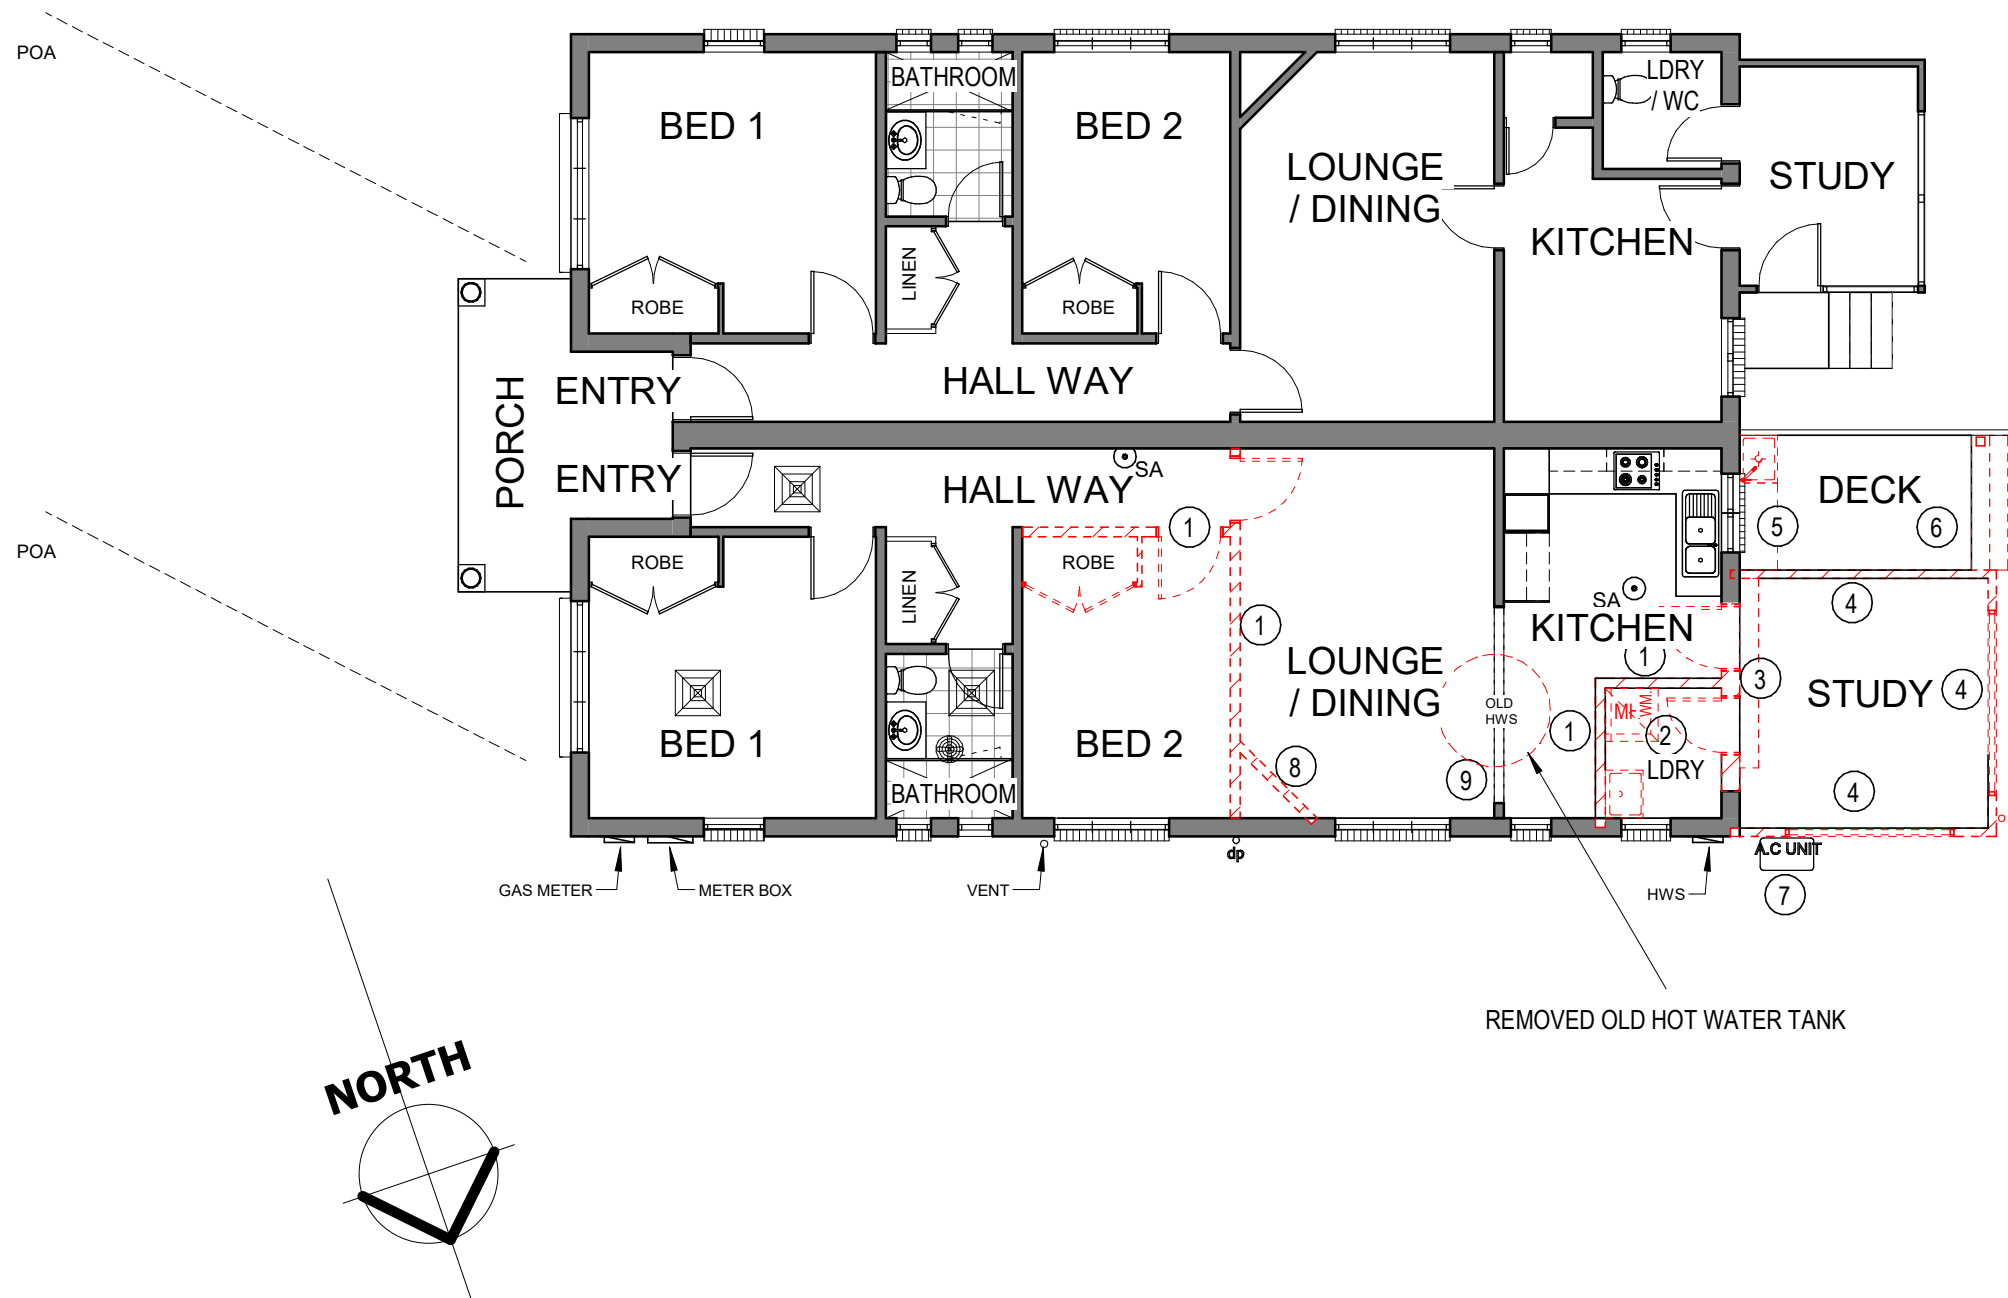 POA
BED 1
BATHROOM
BED 2
LOUNGE
/ DINING
LDRY
/ WC
STUDY
KITCHEN
LINEN
ROBE
ROBE
PORCH
ENTRY
HALL WAY
ENTRY
HALL WAY
SA
DECK
1
5
6
POA
ROBE
LINEN
ROBE
SA
4
1
KITCHEN
1
LOUNGE
/ DINING
3
STUDY
4
OLD
HWS
WM
1
2
BED 1
BED 2
8
9
LDRY
4
BATHROOM
dp
A.C UNIT
GAS METER
METER BOX
VENT
HWS
7
REMOVED OLD HOT WATER TANK
NORTH